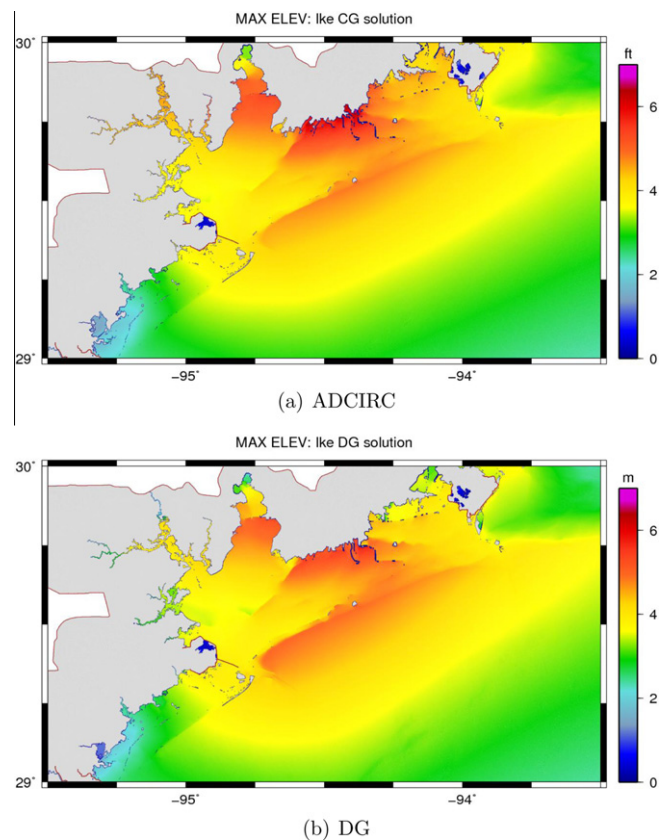 MAX ELEV: Ike CG solution
30°
ft
6
4
2
29°
0
−95°
−94°
(a) ADCIRC
MAX ELEV: Ike DG solution
30°
m
6
4
2
29°
0
−95°
−94°
(b) DG